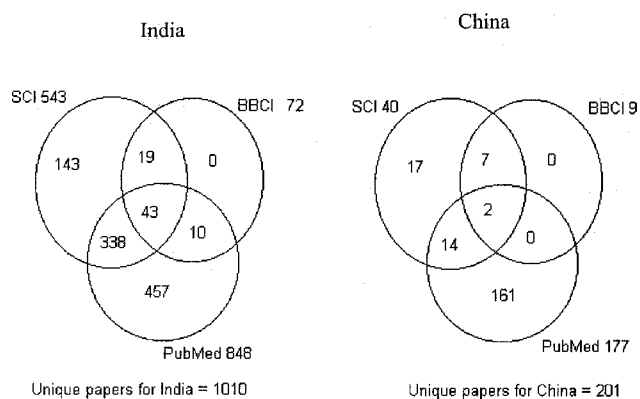 India
China
SCI 543
BBCI 72
143
19
0
43
338
10
457
PubMed 848
Unique papers for India = 1010
SCI 40
BBCI 9
17
7
0
2
14
0
161
PubMed 177
Unique papers for China = 201